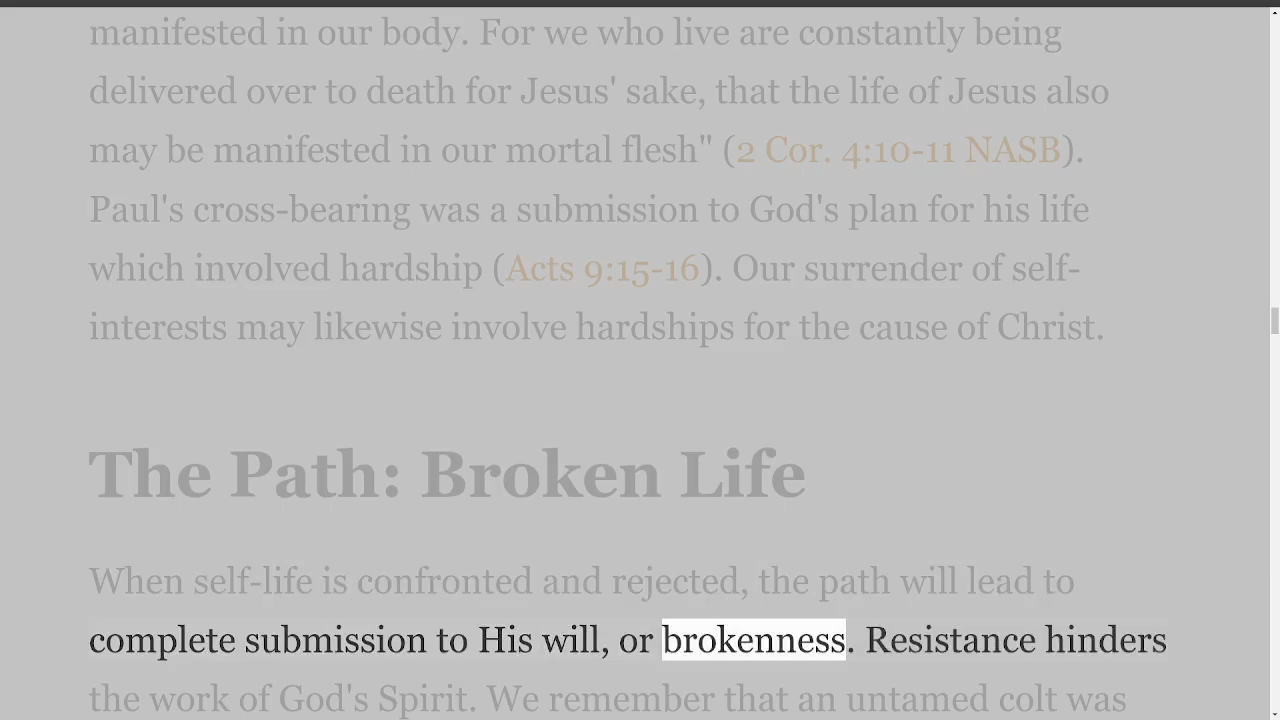 manifested in our body. For we who live are constantly being
delivered over to death for Jesus' sake, that the life of Jesus also
may be manifested in our mortal flesh" (2 Cor. 4:10-11 NASB).
Paul's cross-bearing was a submission to God's plan for his life
which involved hardship (Acts 9:15-16). Our surrender of self-
interests may likewise involve hardships for the cause of Christ.
The Path: Broken Life
When self-life is confronted and rejected, the path will lead to
complete submission to His will, or brokenness. Resistance hinders
the work of God's Spirit. We remember that an untamed colt was